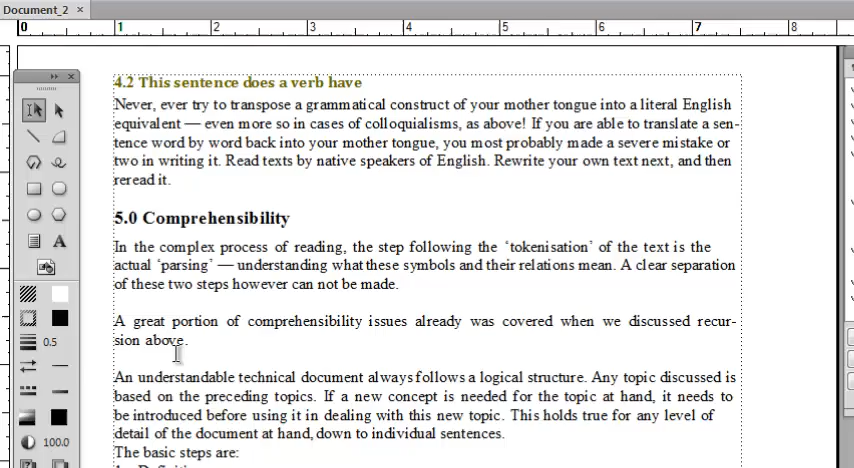 Document_2 ×
0 1 2 3 4 5 6 7 8
4.2 This sentence does a verb have
Never, ever try to transpose a grammatical construct of your mother tongue into a literal English
equivalent — even more so in cases of colloquialisms, as above! If you are able to translate a sen-
tence word by word back into your mother tongue, you most probably made a severe mistake or
two in writing it. Read texts by native speakers of English. Rewrite your own text next, and then
reread it.
5.0 Comprehensibility
In the complex process of reading, the step following the ‘tokenisation’ of the text is the
actual ‘parsing’ — understanding what these symbols and their relations mean. A clear separation
of these two steps however can not be made.
A great portion of comprehensibility issues already was covered when we discussed recur-
sion above.
An understandable technical document always follows a logical structure. Any topic discussed is
based on the preceding topics. If a new concept is needed for the topic at hand, it needs to
be introduced before using it in dealing with this new topic. This holds true for any level of
detail of the document at hand, down to individual sentences.
The basic steps are:
A
0.5
100.0